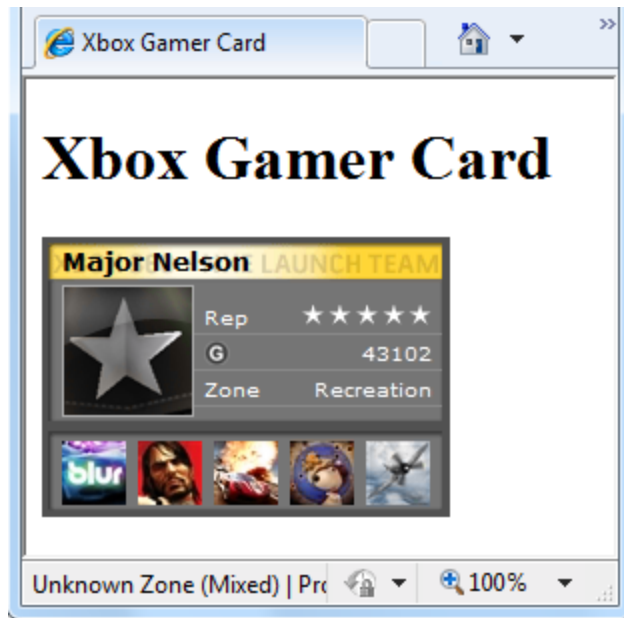 Xbox Gamer Card
Xbox Gamer Card
Major Nelson LAUNCH TEAM
Rep ★★★★★
G 43102
Zone Recreation
blur
Unknown Zone (Mixed) | Pro 100%